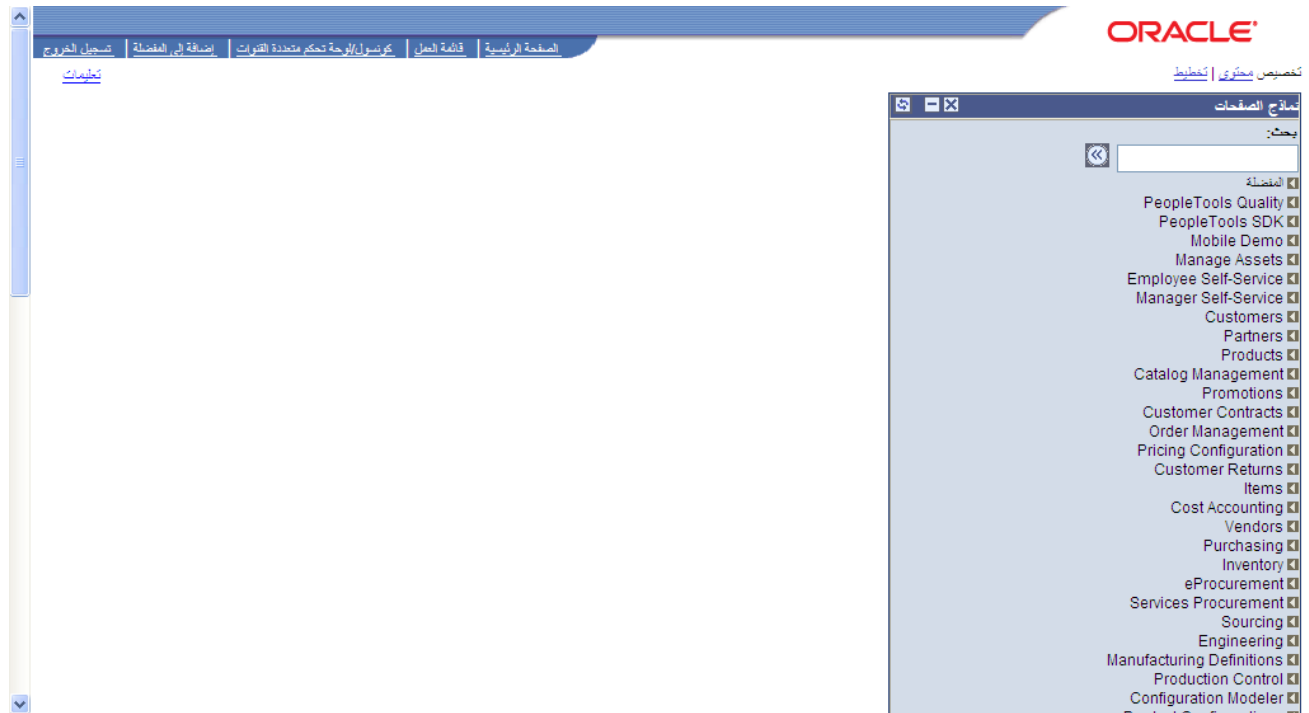 ORACLE
الصفحة الرئيسية | قائمة العمل | كونسول/لوحة تحكم متعددة القنوات | إضافة إلى المفضلة | تسجيل الخروج
تخصيص محتوى | تخطيط
تعليمات
نماذج الصفحات
بحث:
المفضلة
PeopleTools Quality
PeopleTools SDK
Mobile Demo
Manage Assets
Employee Self-Service
Manager Self-Service
Customers
Partners
Products
Catalog Management
Promotions
Customer Contracts
Order Management
Pricing Configuration
Customer Returns
Items
Cost Accounting
Vendors
Purchasing
Inventory
eProcurement
Services Procurement
Sourcing
Engineering
Manufacturing Definitions
Production Control
Configuration Modeler